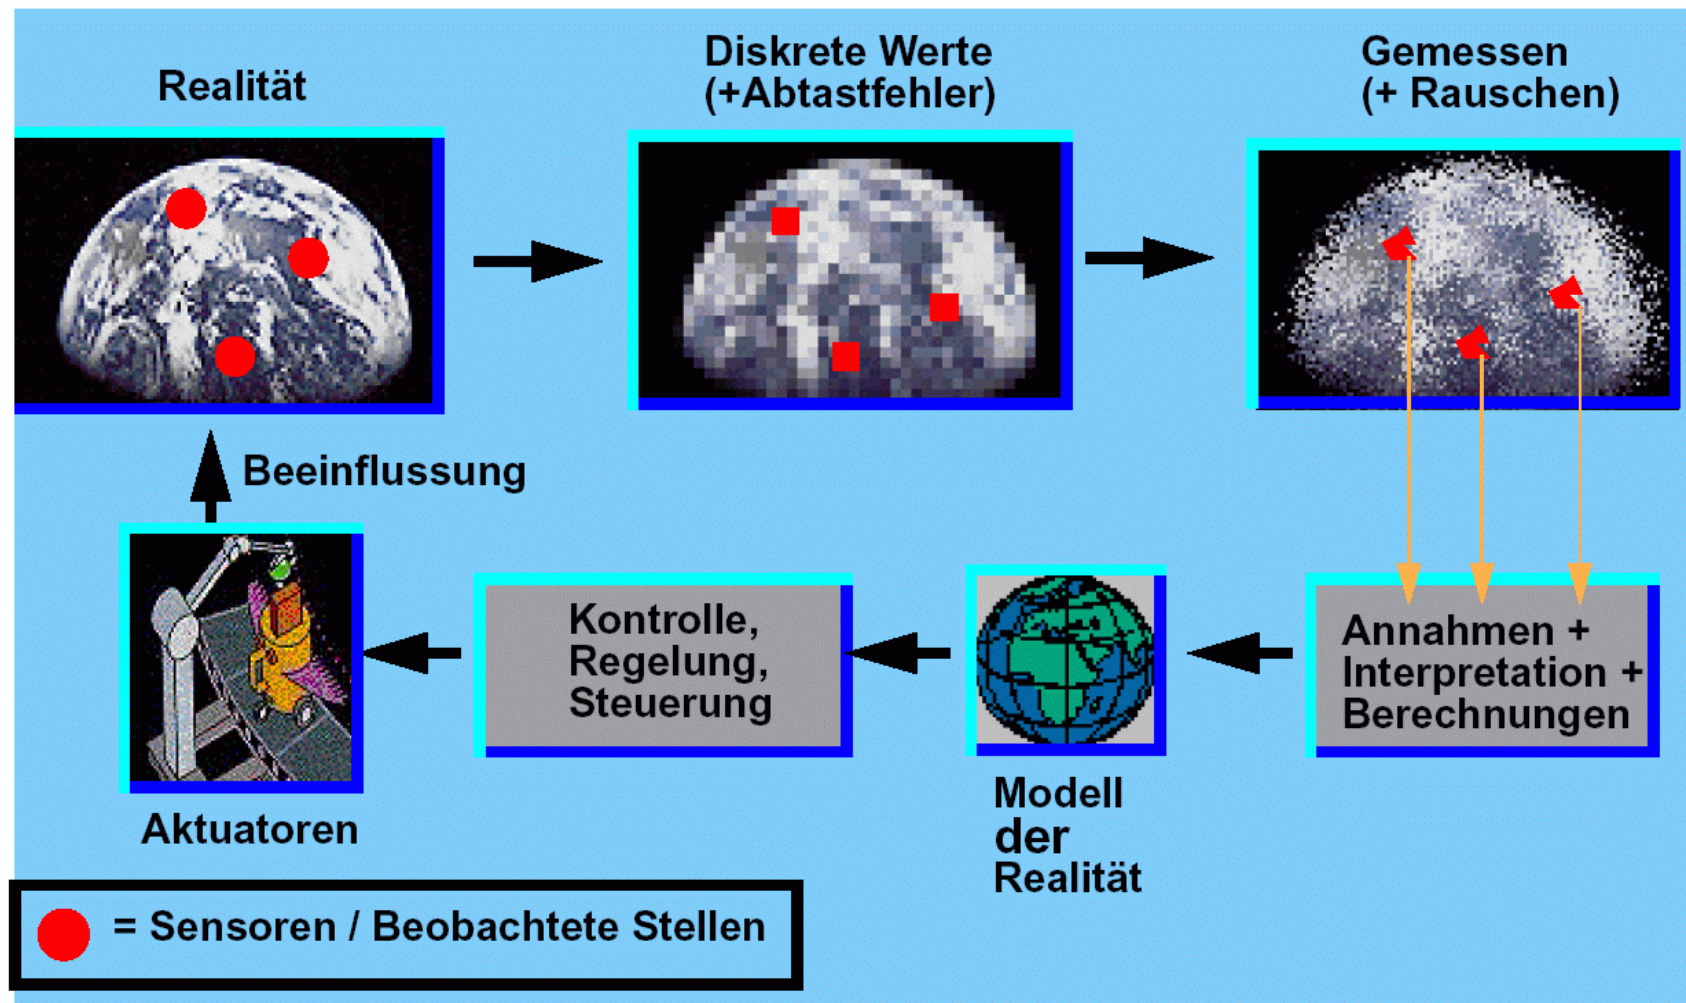 Realität
Diskrete Werte
(+Abtastfehler)
Gemessen
(+ Rauschen)
Beeinflussung
Kontrolle,
Regelung,
Steuerung
Annahmen +
Interpretation +
Berechnungen
Aktuatoren
Modell
der
Realität
= Sensoren / Beobachtete Stellen